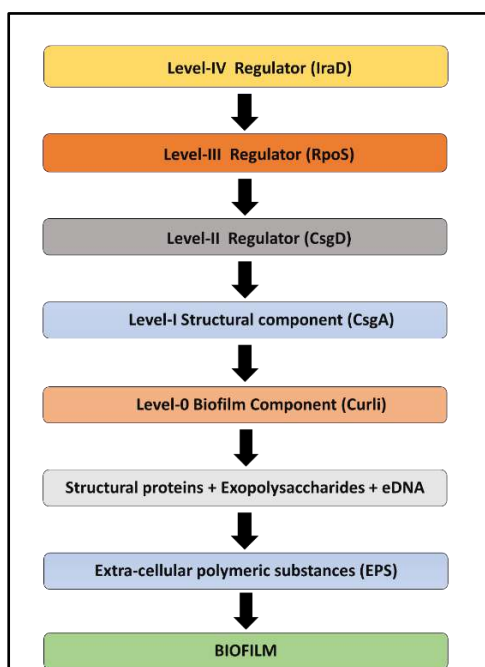 Level-IV Regulator (IraD)
Level-III Regulator (RpoS)
Level-II Regulator (CsgD)
Level-I Structural component (CsgA)
Level-0 Biofilm Component (Curli)
Structural proteins + Exopolysaccharides + eDNA
Extra-cellular polymeric substances (EPS)
BIOFILM